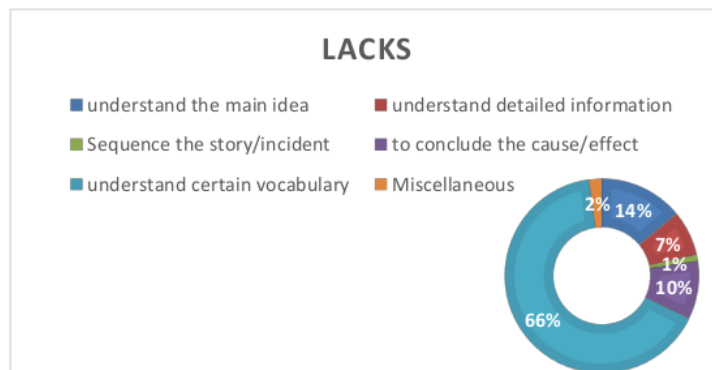 LACKS
understand the main idea
understand detailed information
Sequence the story/incident
to conclude the cause/effect
understand certain vocabulary
Miscellaneous
2%
14%
7%
1%
10%
66%